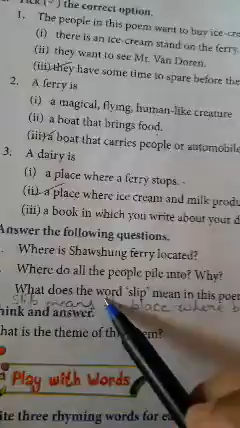 the correct option.
1. The people in this poem want to buy ice-cre
(i) there is an ice-cream stand on the ferry.
(ii) they want to see Mr. Van Doren.
(iii) they have some time to spare before the
2. A ferry is
(i) a magical, flying, human-like creature
(ii) a boat that brings food.
(iii) a boat that carries people or automobile
3. A dairy is
(i) a place where a ferry stops.
(ii) a place where ice cream and milk produ
(iii) a book in which you write about your d
Answer the following questions.
Where is Shawshung ferry located?
Where do all the people pile into? Why?
What does the word 'slip' mean in this poe
Slip means place where b
hink and answer.
hat is the theme of th em?
Play with Words
ite three rhyming words for e